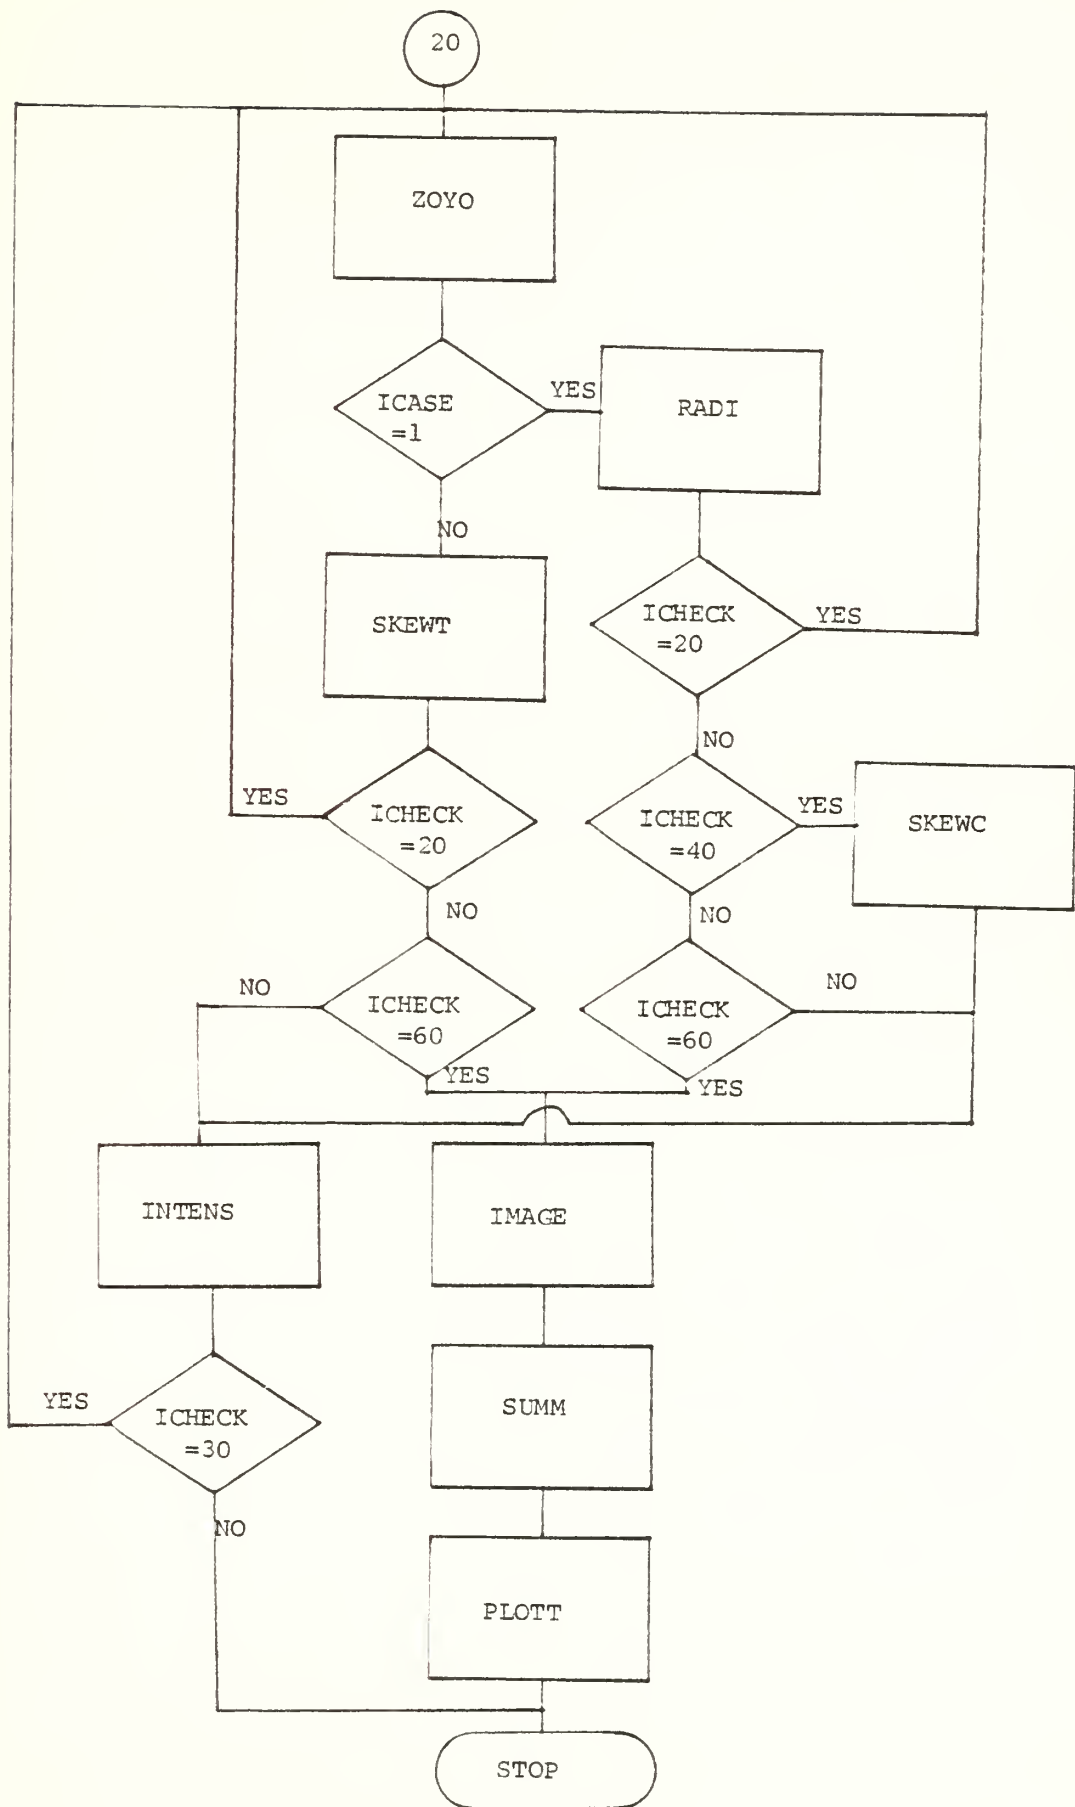 20
ZOYO
ICASE
=1
YES
RADI
NO
SKEWT
ICHECK
=20
YES
NO
YES
ICHECK
=20
ICHECK
=40
YES
SKEWC
NO
NO
NO
ICHECK
=60
YES
ICHECK
=60
NO
YES
INTENS
IMAGE
YES
ICHECK
=30
SUMM
NO
PLOTT
STOP